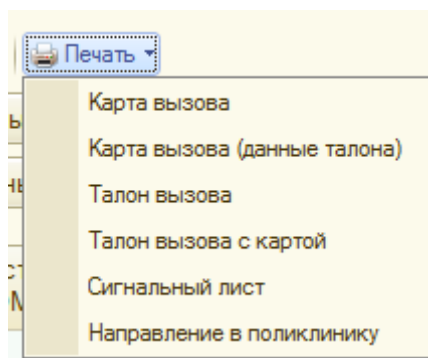 Печать
Карта вызова
Карта вызова (данные талона)
Талон вызова
Талон вызова с картой
Сигнальный лист
Направление в поликлинику